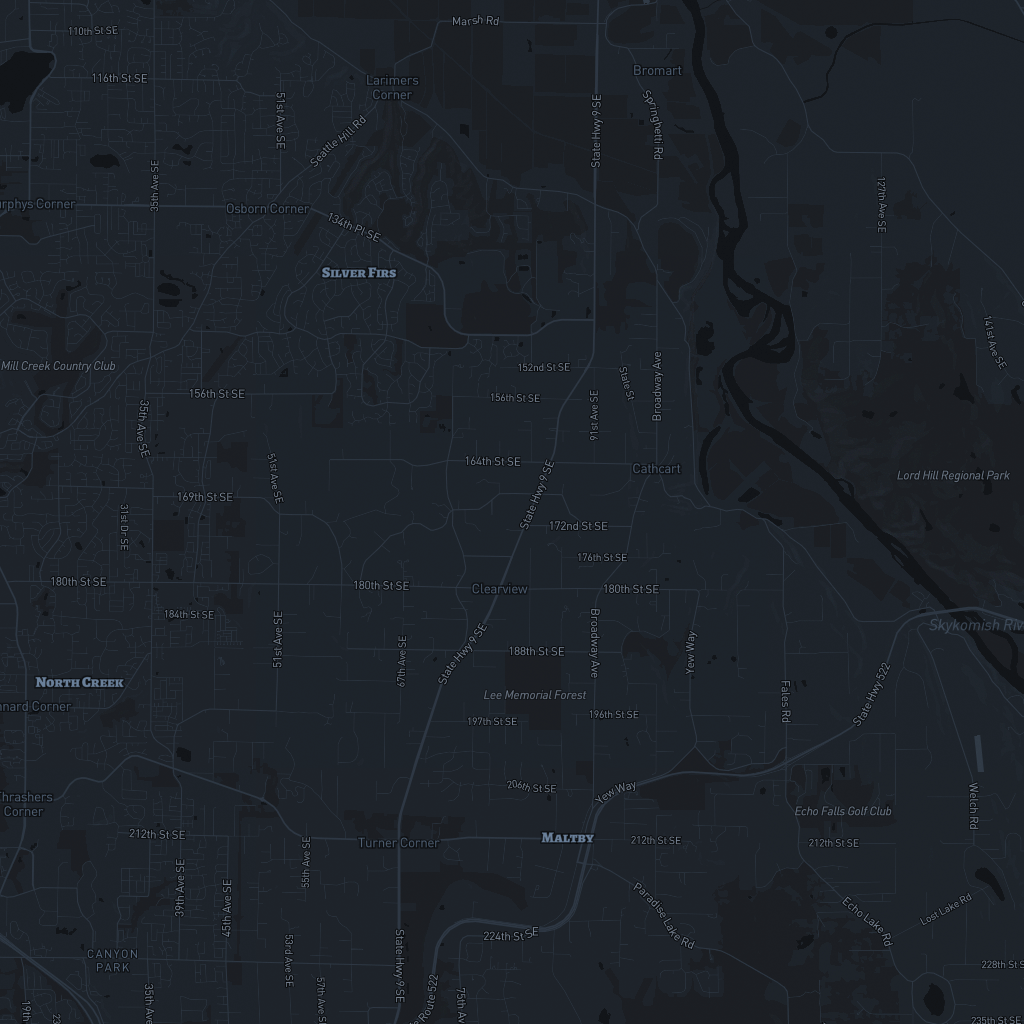 Marsh Rd
110th St SE
Bromart
116th St SE
Larimers
Corner
51st Ave SE
State Hwy 9 SE
Springhetti Rd
Seattle Hill Rd
35th Ave SE
127th Ave SE
Corner
Osborn Corner
134th Pl SE
Silver Firs
141st Ave SE
Mill Creek Country Club
152nd St SE
State St
Broadway Ave
156th St SE
156th St SE
91st Ave SE
35th Ave SE
164th St SE
Cathcart
51st Ave SE
Lord Hill Regional Park
169th St SE
State Hwy 9 SE
31st Dr SE
172nd St SE
176th St SE
180th St SE
180th St SE
Clearview
180th St SE
184th St SE
Skykomish
51st Ave SE
67th Ave SE
State Hwy 9 SE
188th St SE
Broadway Ave
Yew Way
North Creek
Lee Memorial Forest
State Hwy 522
Fales Rd
Corner
197th St SE
196th St SE
206th St SE
Yew Way
Thrashers
Corner
Echo Falls Golf Club
Welch Rd
212th St SE
Turner Corner
Maltby
212th St SE
212th St SE
55th Ave SE
39th Ave SE
45th Ave SE
Paradise Lake Rd
Echo Lake Rd
Lost Lake Rd
224th St SE
CANYON
PARK
53rd Ave SE
State Hwy 9 SE
228th St
35th Ave
57th Ave SE
Route 522
75th
19th
235th St SE